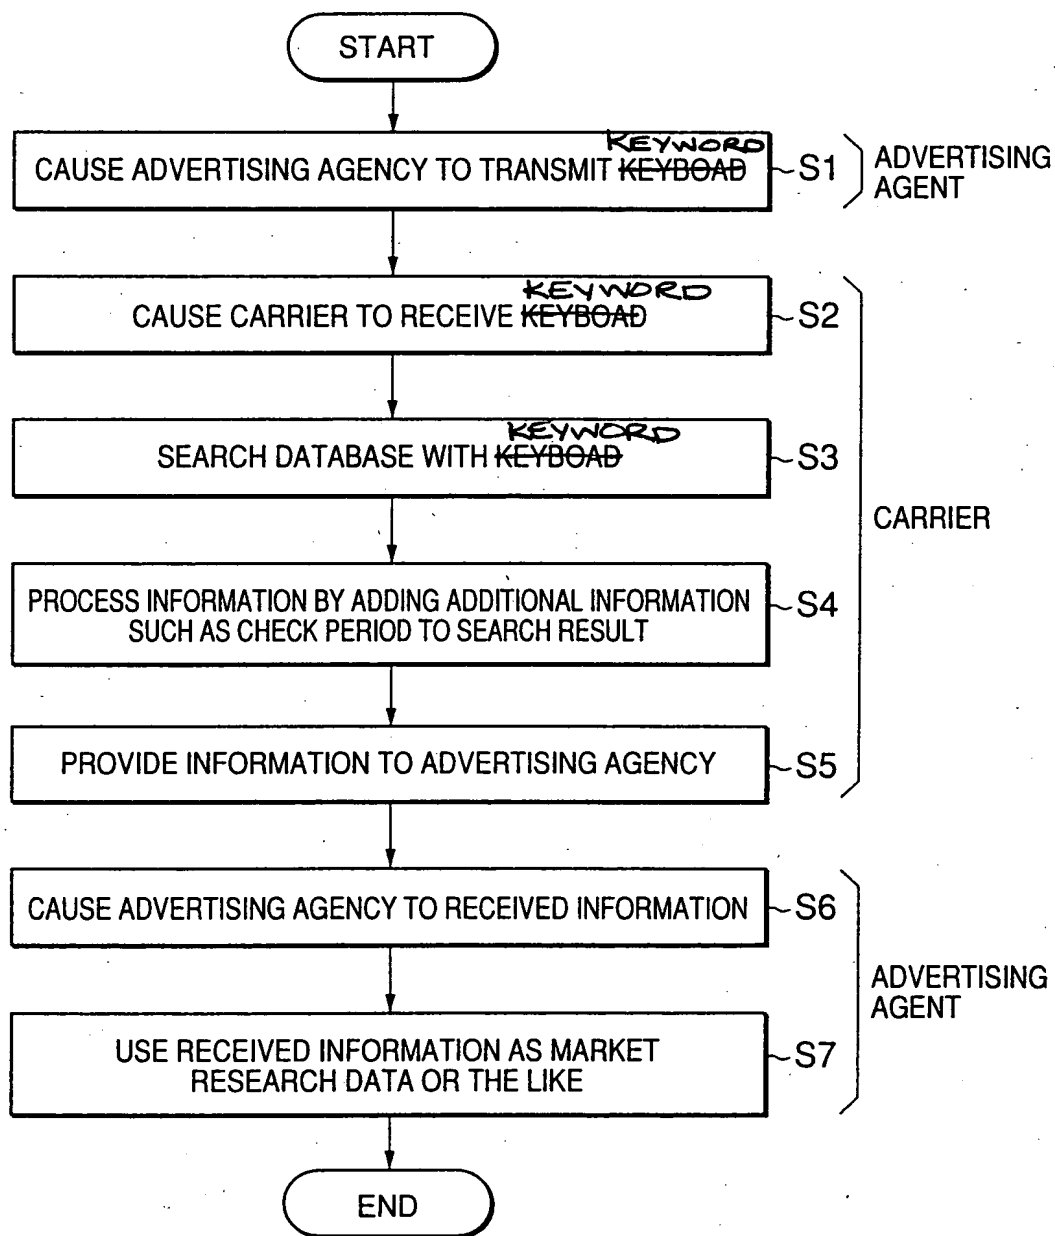 START
KEYWORD
CAUSE ADVERTISING AGENCY TO TRANSMIT KEYBOAD
S1
ADVERTISING
AGENT
KEYWORD
CAUSE CARRIER TO RECEIVE KEYBOAD
S2
KEYWORD
SEARCH DATABASE WITH KEYBOAD
S3
CARRIER
PROCESS INFORMATION BY ADDING ADDITIONAL INFORMATION
SUCH AS CHECK PERIOD TO SEARCH RESULT
S4
PROVIDE INFORMATION TO ADVERTISING AGENCY
S5
CAUSE ADVERTISING AGENCY TO RECEIVED INFORMATION
S6
ADVERTISING
AGENT
USE RECEIVED INFORMATION AS MARKET
RESEARCH DATA OR THE LIKE
S7
END